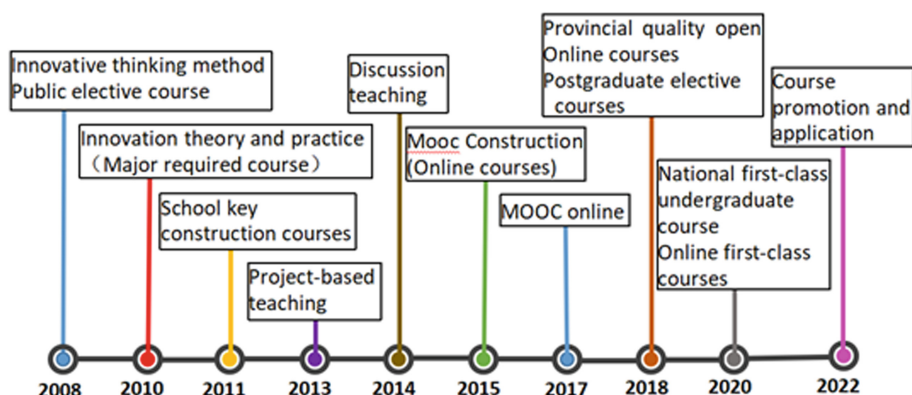 Innovative thinking method
Public elective course
Innovation theory and practice
（Major required course）
School key
construction courses
Project-based
teaching
Discussion
teaching
Mooc Construction
(Online courses)
MOOC online
Provincial quality open
Online courses
Postgraduate elective
courses
National first-class
undergraduate
course
Online first-class
courses
Course
promotion and
application
2008
2010
2011
2013
2014
2015
2017
2018
2020
2022